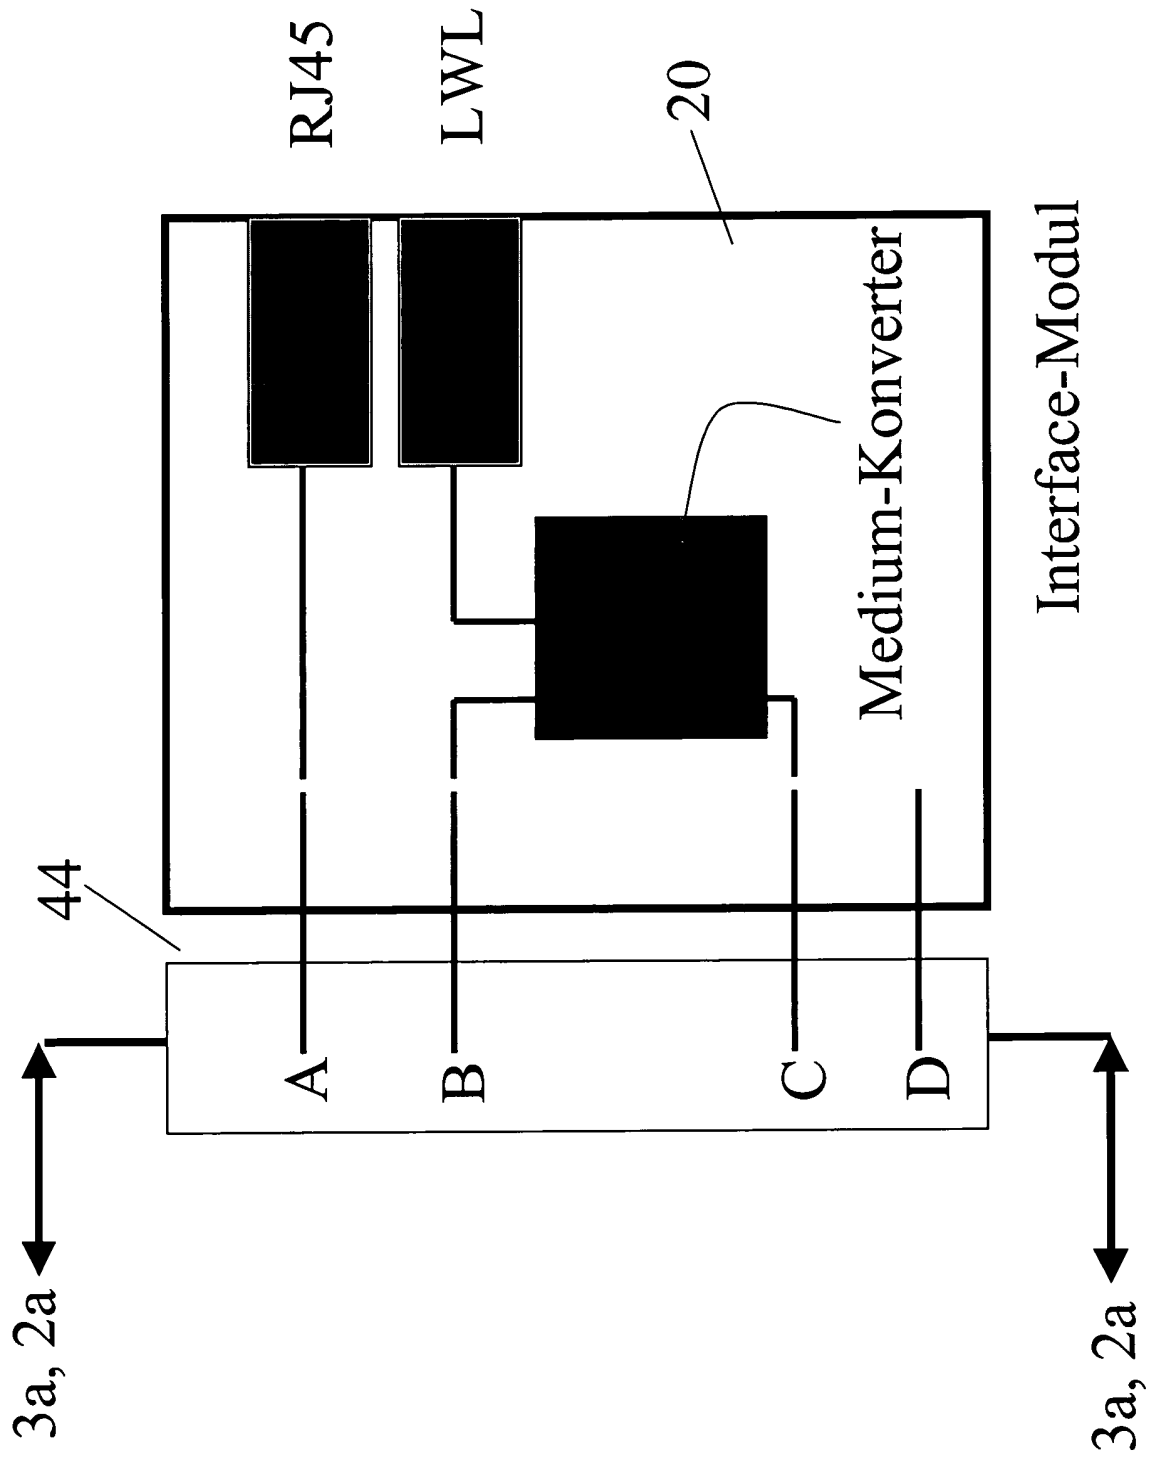 RJ45
LWL
20
Medium-Konverter
Interface-Modul
44
A
B
C
D
3a, 2a
3a, 2a